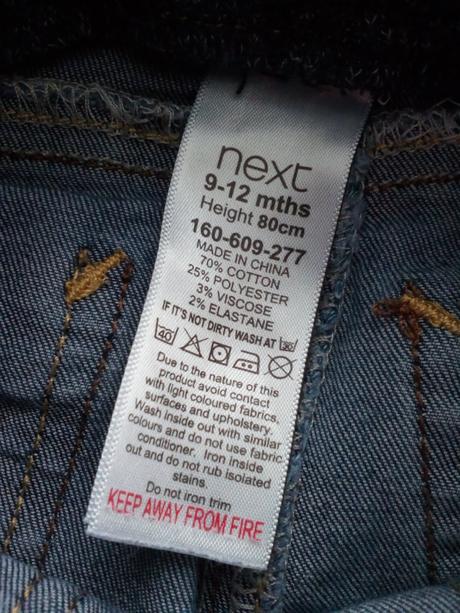 next
9-12 mths
Height 80cm
160-609-277
MADE IN CHINA
70% COTTON
25% POLYESTER
3% VISCOSE
2% ELASTANE
IF IT'S NOT DIRTY WASH AT 30
40
Due to the nature of this
product avoid contact
with light coloured fabrics,
surfaces and upholstery.
Wash inside out with similar
colours and do not use fabric
conditioner. Iron inside
out and do not rub isolated
stains.
Do not iron trim
KEEP AWAY FROM FIRE